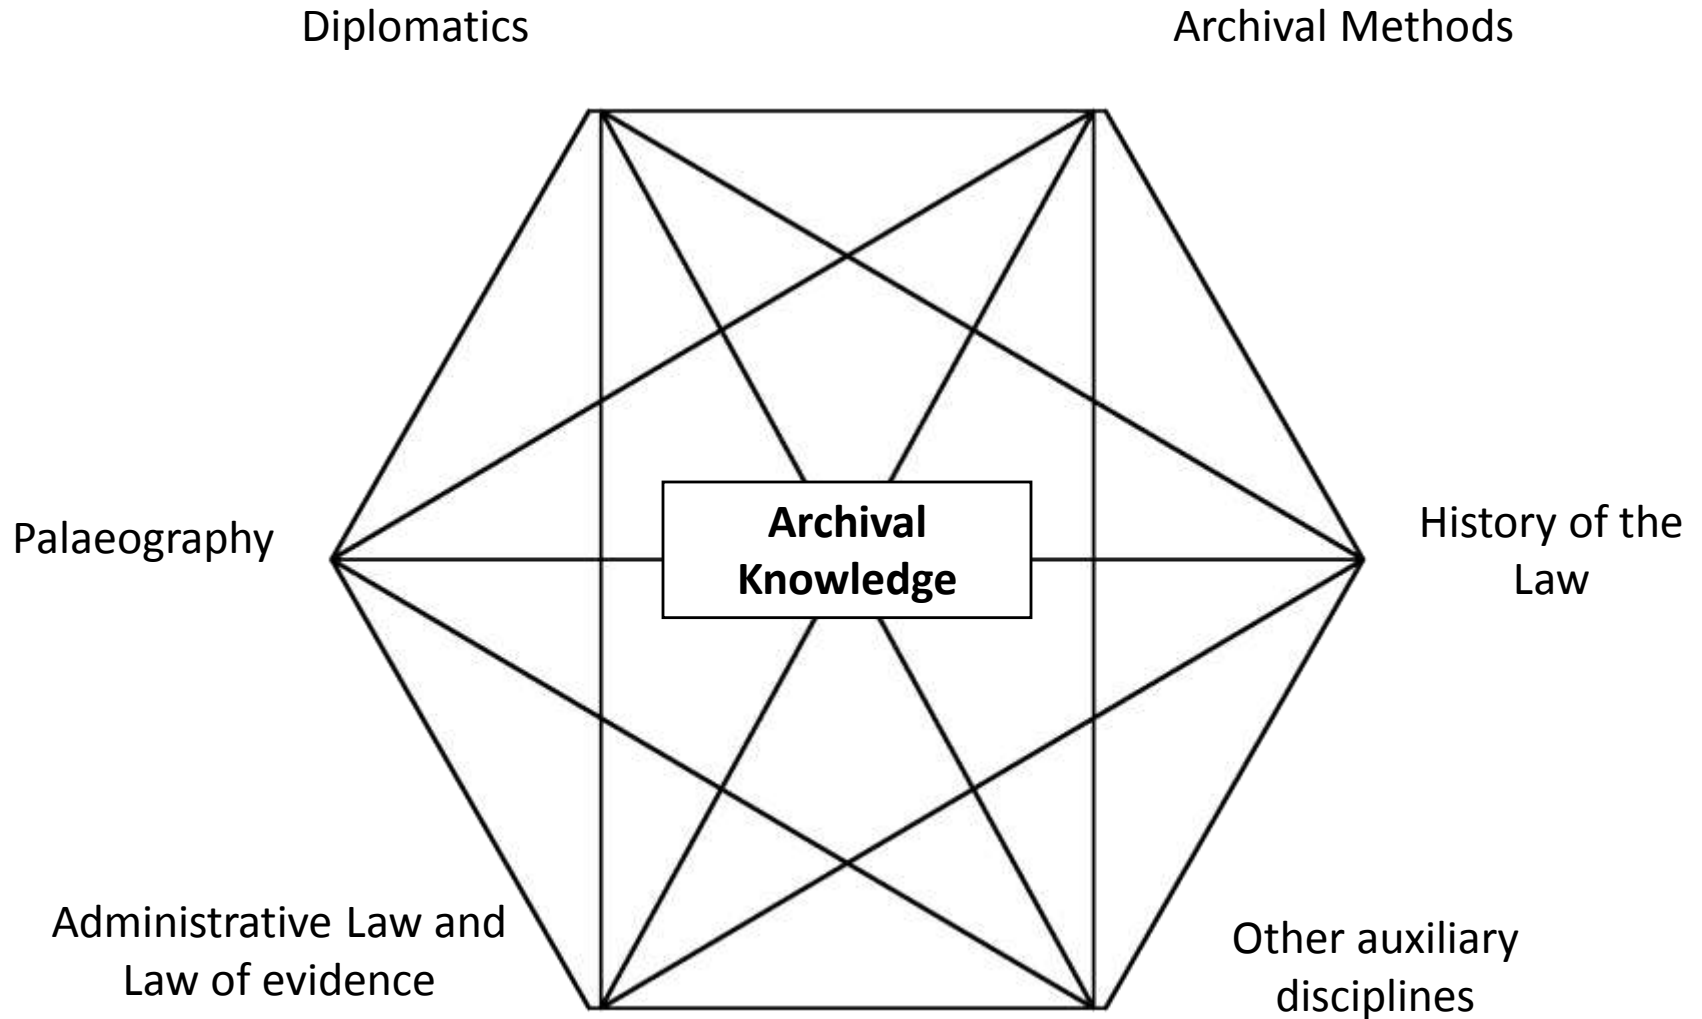 Diplomatics
Archival Methods
Palaeography
Archival
Knowledge
History of the
Law
Administrative Law and
Law of evidence
Other auxiliary
disciplines